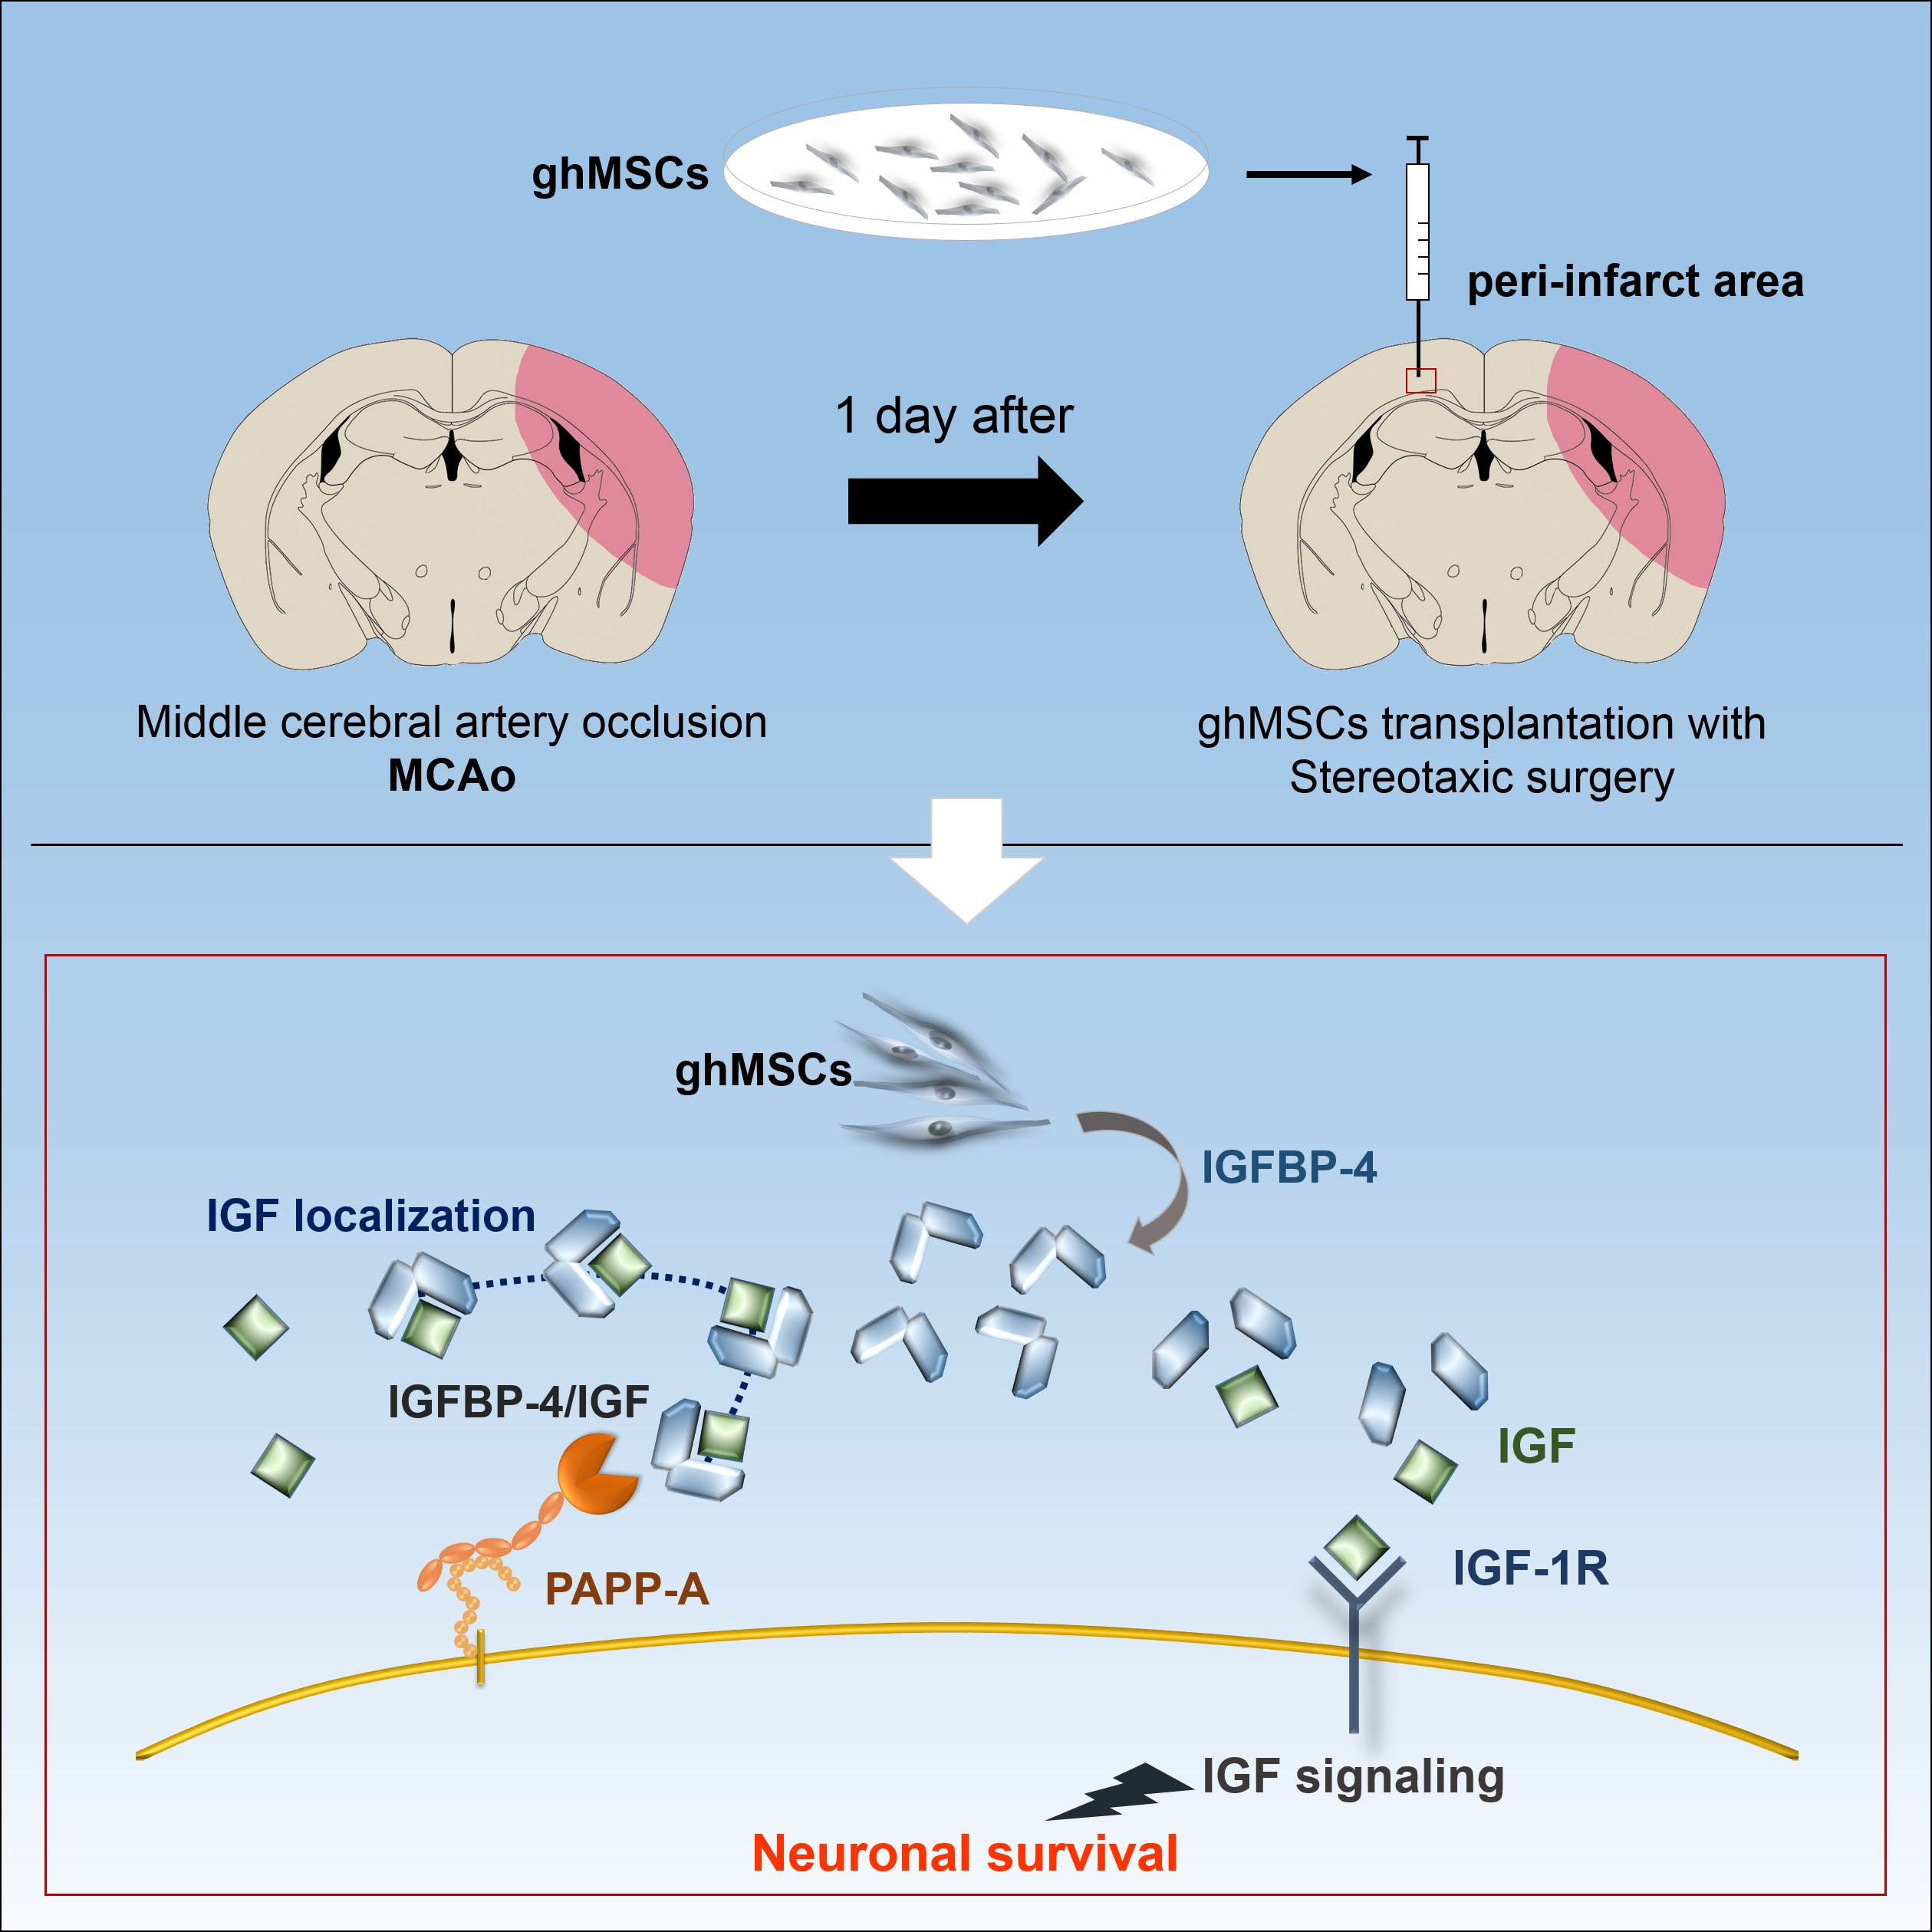 ghMSCs
peri-infarct area
1 day after
Middle cerebral artery occlusion
MCAo
ghMSCs transplantation with
Stereotaxic surgery
ghMSCs
IGFBP-4
IGF localization
IGFBP-4/IGF
IGF
PAPP-A
IGF-1R
IGF signaling
Neuronal survival